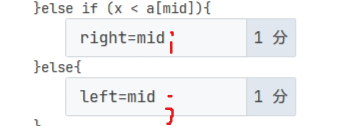 }else if (x < a[mid]){
right=mid 1 分
}else{
left=mid - 1 分
}